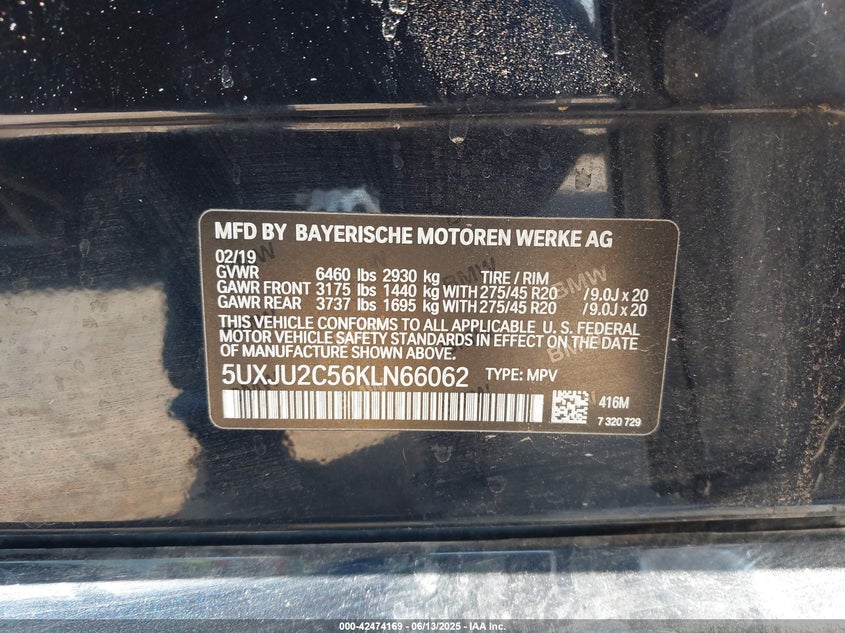 MFD BY BAYERISCHE MOTOREN WERKE AG
02/19
GVWR 6460 lbs 2930 kg TIRE / RIM
GAWR FRONT 3175 lbs 1440 kg WITH 275/45 R20 /9.0J x 20
GAWR REAR 3737 lbs 1695 kg WITH 275/45 R20 /9.0J x 20
THIS VEHICLE CONFORMS TO ALL APPLICABLE U. S. FEDERAL
MOTOR VEHICLE SAFETY STANDARDS IN EFFECT ON THE DATE
OF MANUFACTURE SHOWN ABOVE.
5UXJU2C56KLN66062 TYPE: MPV
416M
7 320 729
000-42474169 - 06/13/2025 - IAA Inc.